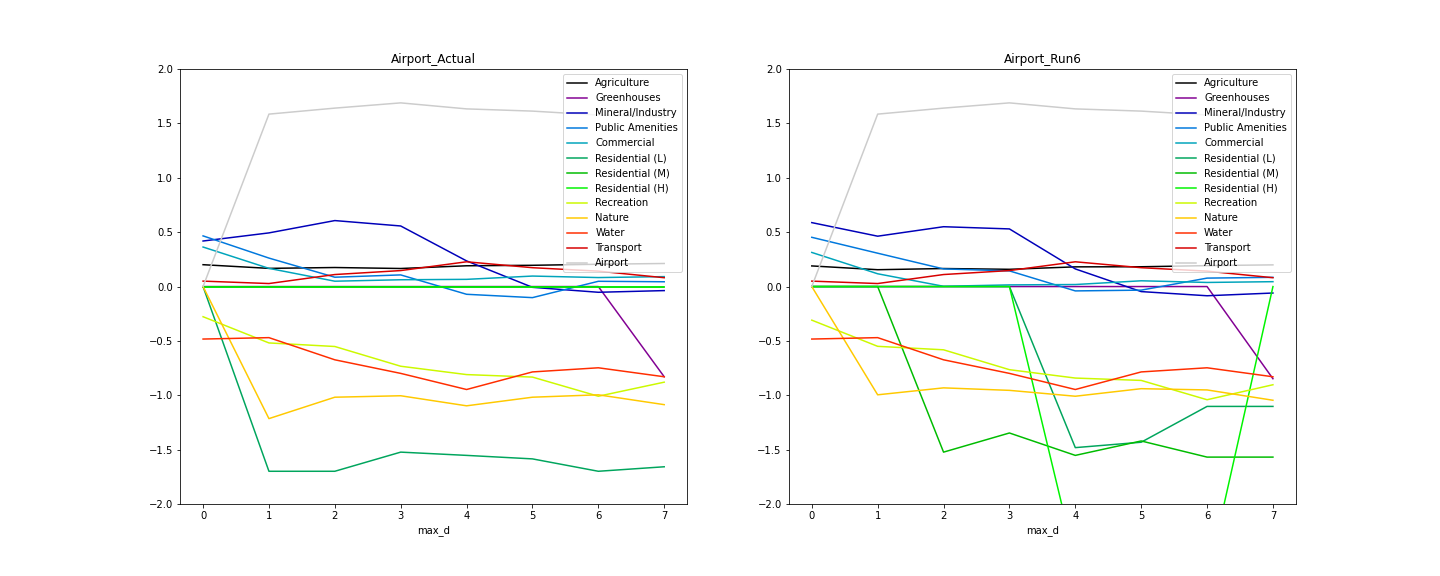 Airport_Actual
2.0
1.5
1.0
0.5
0.0
−0.5
−1.0
−1.5
−2.0
0 1 2 3 4 5 6 7
max_d
Agriculture
Greenhouses
Mineral/Industry
Public Amenities
Commercial
Residential (L)
Residential (M)
Residential (H)
Recreation
Nature
Water
Transport
Airport
Airport_Run6
2.0
1.5
1.0
0.5
0.0
−0.5
−1.0
−1.5
−2.0
0 1 2 3 4 5 6 7
max_d
Agriculture
Greenhouses
Mineral/Industry
Public Amenities
Commercial
Residential (L)
Residential (M)
Residential (H)
Recreation
Nature
Water
Transport
Airport